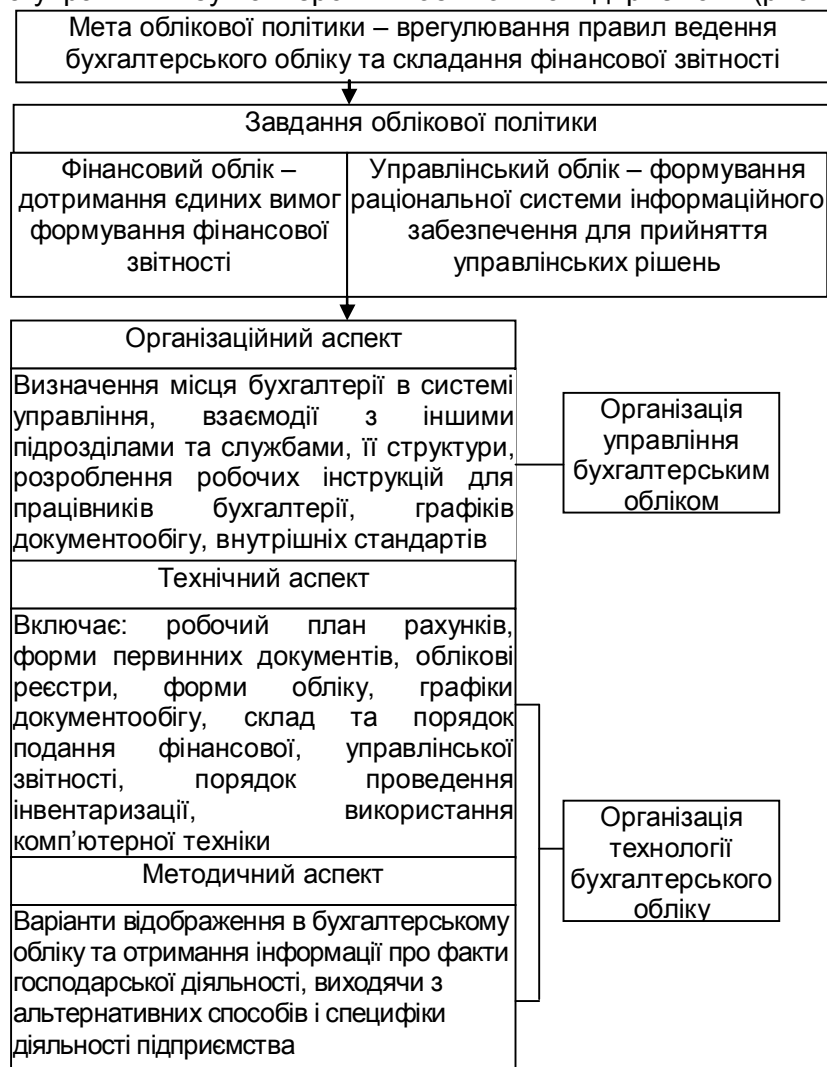 Мета облікової політики – врегулювання правил ведення
бухгалтерського обліку та складання фінансової звітності
Завдання облікової політики
Фінансовий облік –
дотримання єдиних вимог
формування фінансової
звітності
Управлінський облік – формування
раціональної системи інформаційного
забезпечення для прийняття
управлінських рішень
Організаційний аспект
Визначення місця бухгалтерії в системі
управління, взаємодії з іншими
підрозділами та службами, її структури,
розроблення робочих інструкцій для
працівників бухгалтерії, графіків
документообігу, внутрішніх стандартів
Організація
управління
бухгалтерським
обліком
Технічний аспект
Включає: робочий план рахунків,
форми первинних документів, облікові
реєстри, форми обліку, графіки
документообігу, склад та порядок
подання фінансової, управлінської
звітності, порядок проведення
інвентаризації, використання
комп’ютерної техніки
Організація
технології
бухгалтерського
обліку
Методичний аспект
Варіанти відображення в бухгалтерському
обліку та отримання інформації про факти
господарської діяльності, виходячи з
альтернативних способів і специфіки
діяльності підприємства